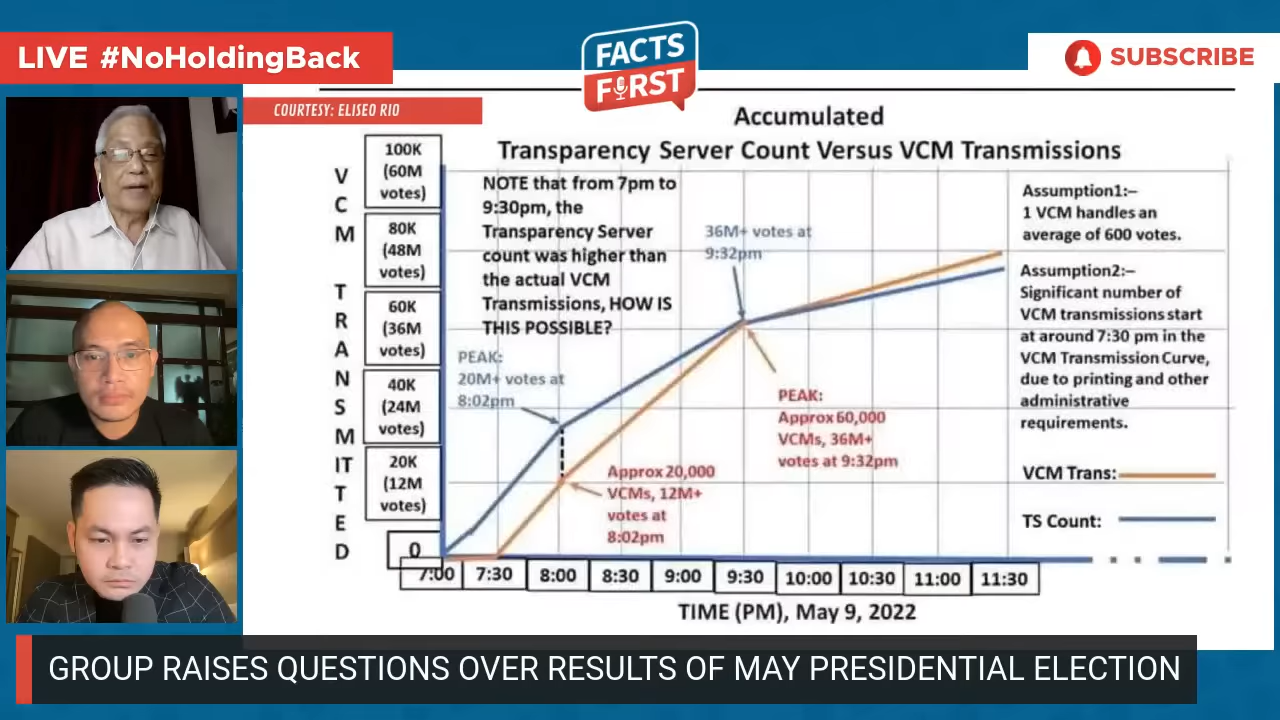 LIVE #NoHoldingBack
FACTS
FIRST
SUBSCRIBE
COURTESY: ELISEO RIO
Accumulated
Transparency Server Count Versus VCM Transmissions
V
C
M
T
R
A
N
S
M
IT
T
E
D
100K
(60M
votes)
80K
(48M
votes)
60K
(36M
votes)
40K
(24M
votes)
20K
(12M
votes)
0
NOTE that from 7pm to
9:30pm, the
Transparency Server
count was higher than
the actual VCM
Transmissions, HOW IS
THIS POSSIBLE?
PEAK:
20M+ votes at
8:02pm
36M+ votes at
9:32pm
Approx 20,000
VCMs, 12M+
votes at
8:02pm
PEAK:
Approx 60,000
VCMs, 36M+
votes at 9:32pm
Assumption1:–
1 VCM handles an
average of 600 votes.
Assumption2:–
Significant number of
VCM transmissions start
at around 7:30 pm in the
VCM Transmission Curve,
due to printing and other
administrative
requirements.
VCM Trans:
TS Count:
7:00 7:30 8:00 8:30 9:00 9:30 10:00 10:30 11:00 11:30
TIME (PM), May 9, 2022
GROUP RAISES QUESTIONS OVER RESULTS OF MAY PRESIDENTIAL ELECTION